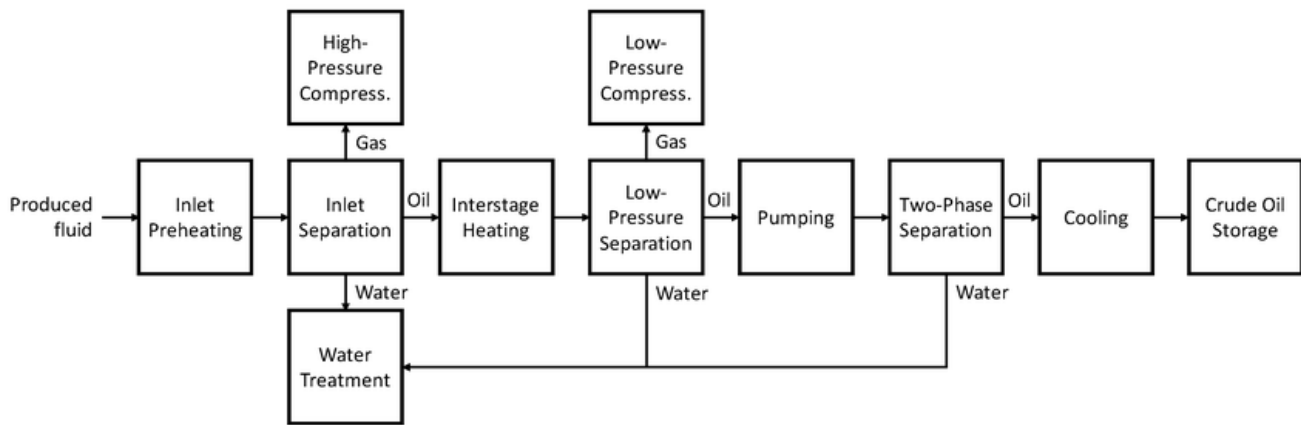 High-
Pressure
Compress.
Low-
Pressure
Compress.
Gas
Gas
Produced
fluid
Inlet
Preheating
Inlet
Separation
Oil
Interstage
Heating
Low-
Pressure
Separation
Oil
Pumping
Two-Phase
Separation
Oil
Cooling
Crude Oil
Storage
Water
Water
Water
Water
Treatment